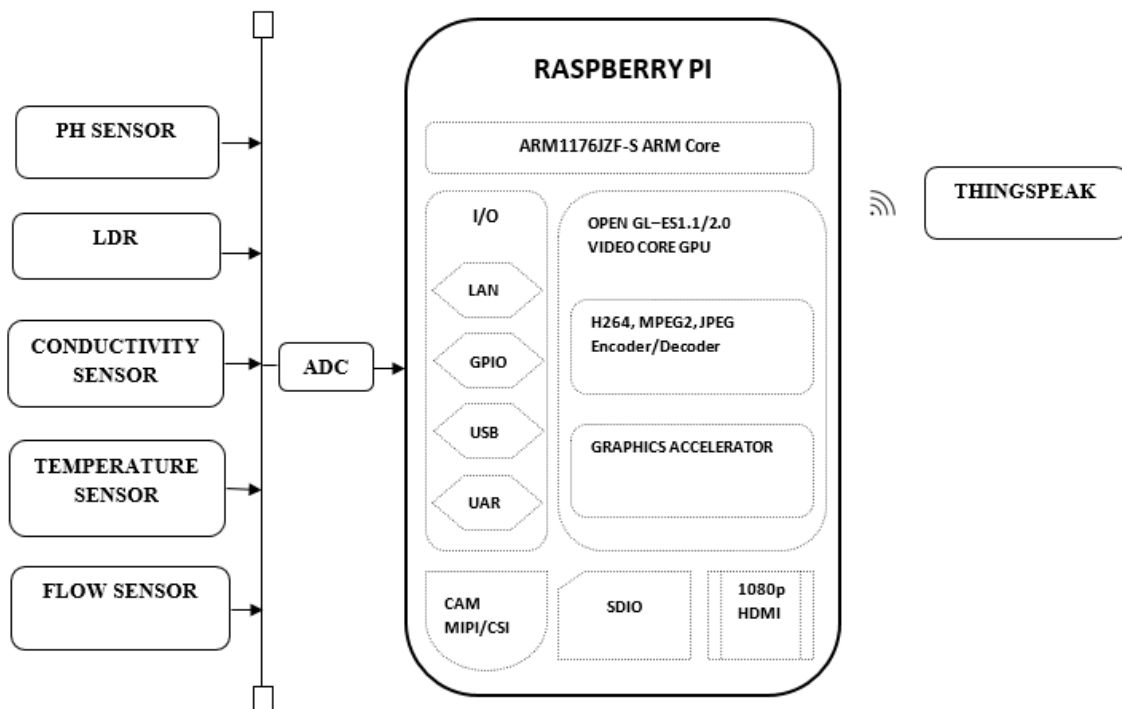 PH SENSOR
LDR
CONDUCTIVITY
SENSOR
TEMPERATURE
SENSOR
FLOW SENSOR
ADC
RASPBERRY PI
ARM1176JZF-S ARM Core
I/O
LAN
GPIO
USB
UAR
OPEN GL–ES1.1/2.0
VIDEO CORE GPU
H264, MPEG2, JPEG
Encoder/Decoder
GRAPHICS ACCELERATOR
CAM
MIPI/CSI
SDIO
1080p
HDMI
THINGSPEAK